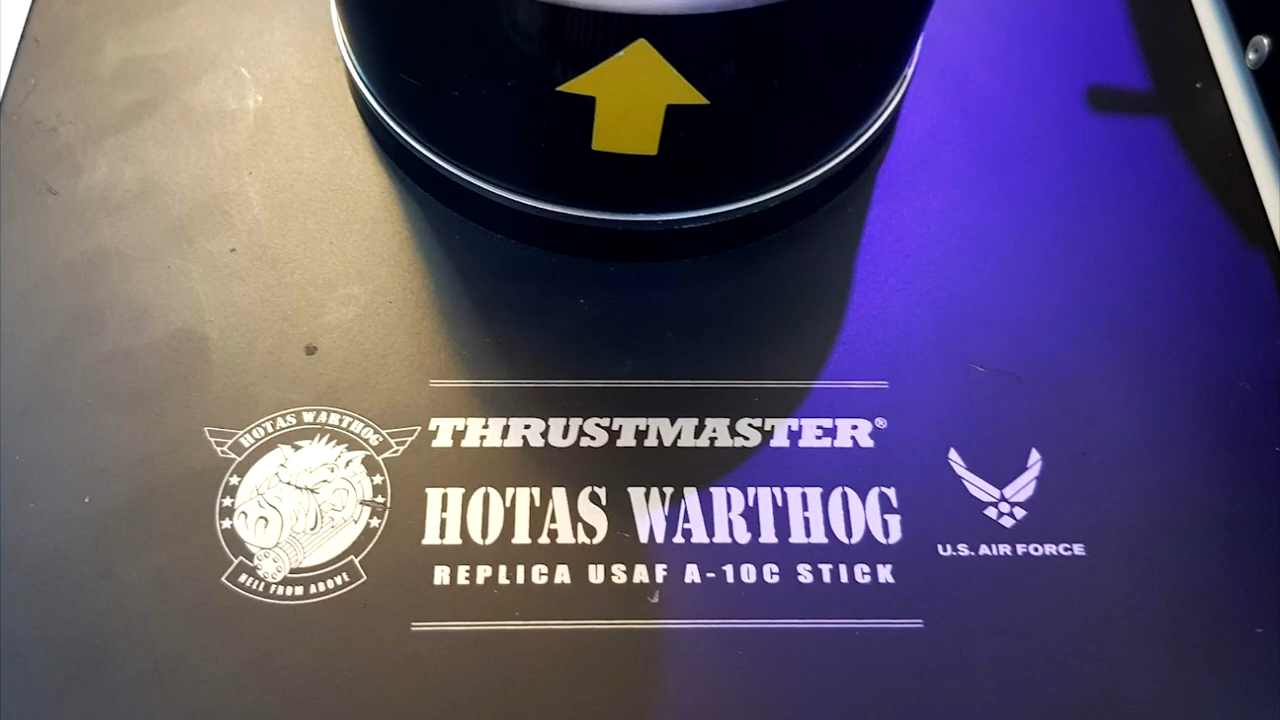 HOTAS WARTHOG
HELL FROM ABOVE
THRUSTMASTER®
HOTAS WARTHOG
REPLICA USAF A-10C STICK
U.S. AIR FORCE